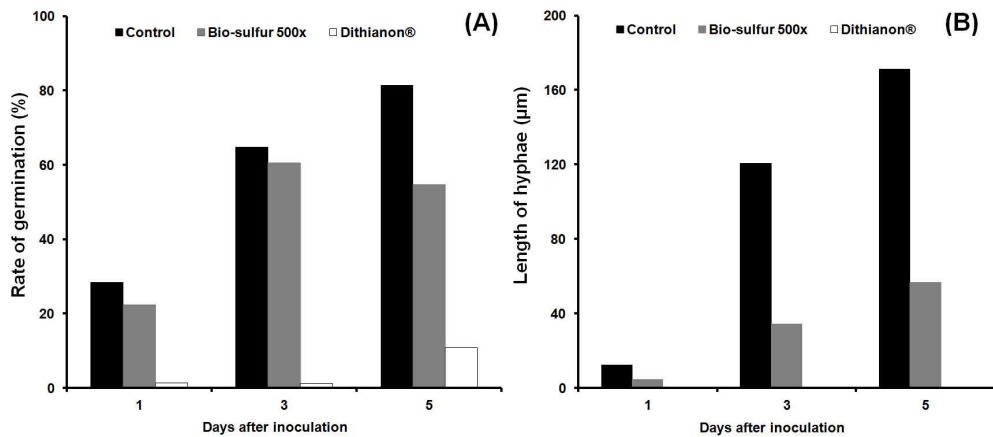 (A)
Control Bio-sulfur 500x Dithianon®
Rate of germination (%)
100
80
60
40
20
0
1 3 5
Days after inoculation
(B)
Control Bio-sulfur 500x Dithianon®
Length of hyphae (μm)
200
160
120
80
40
0
1 3 5
Days after inoculation